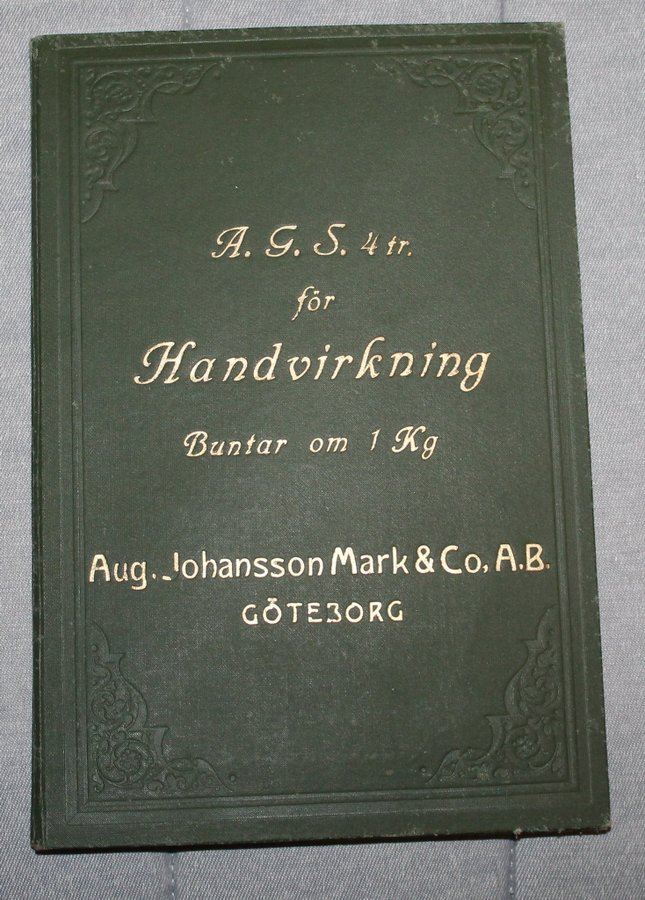 A. G. S. 4 tr.
för
Handvirkning
Buntar om 1 Kg
Aug. Johansson Mark & Co, A.B.
GÖTEBORG